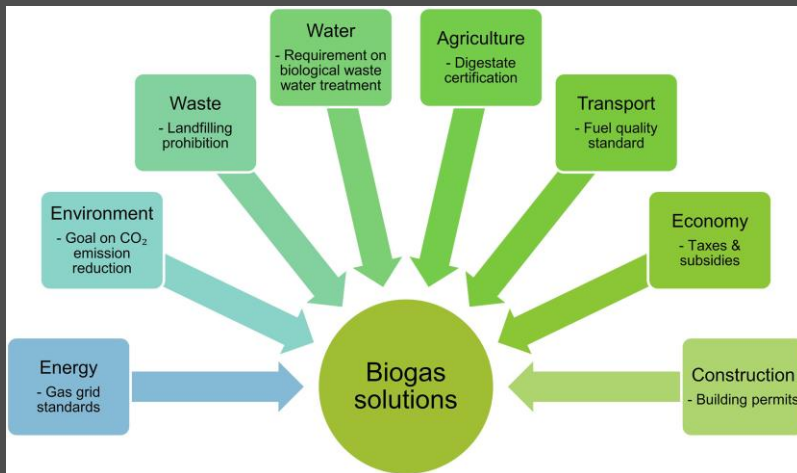 Water
- Requirement on
biological waste
water treatment
Agriculture
- Digestate
certification
Waste
- Landfilling
prohibition
Transport
- Fuel quality
standard
Environment
- Goal on CO₂
emission
reduction
Economy
- Taxes &
subsidies
Energy
- Gas grid
standards
Biogas
solutions
Construction
- Building permits